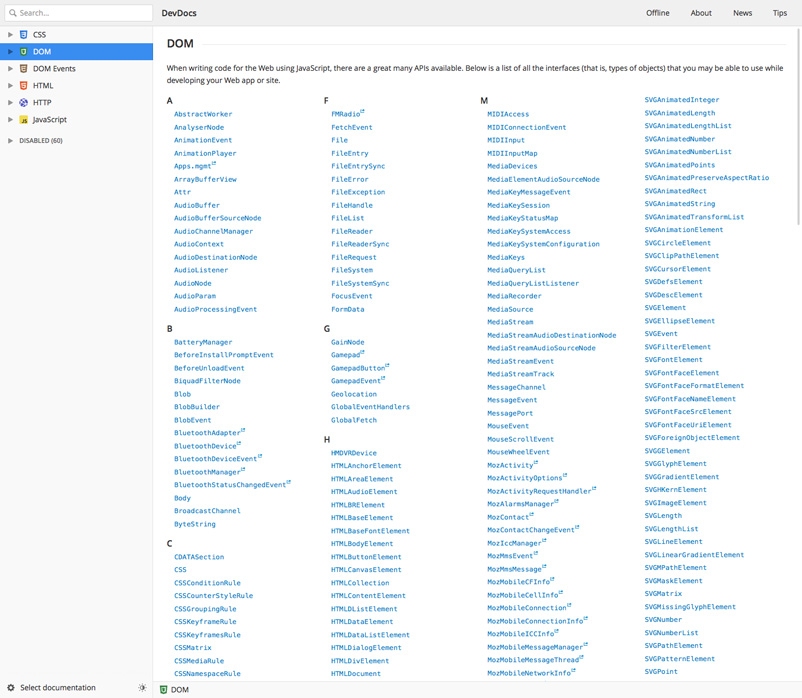 Search...
DevDocs
Offline
About
News
Tips
CSS
DOM
DOM Events
HTML
HTTP
JavaScript
DISABLED (60)
DOM
When writing code for the Web using JavaScript, there are a great many APIs available. Below is a list of all the interfaces (that is, types of objects) that you may be able to use while
developing your Web app or site.
A
AbstractWorker
AnalyserNode
AnimationEvent
AnimationPlayer
Apps.mgmt
ArrayBufferView
Attr
AudioBuffer
AudioBufferSourceNode
AudioChannelManager
AudioContext
AudioDestinationNode
AudioListener
AudioNode
AudioParam
AudioProcessingEvent
B
BatteryManager
BeforeInstallPromptEvent
BeforeUnloadEvent
BiquadFilterNode
Blob
BlobBuilder
BlobEvent
BluetoothAdapter
BluetoothDevice
BluetoothDeviceEvent
BluetoothManager
BluetoothStatusChangedEvent
Body
BroadcastChannel
ByteString
C
CDATASection
CSS
CSSConditionRule
CSSCounterStyleRule
CSSGroupingRule
CSSKeyframeRule
CSSKeyframesRule
CSSMatrix
CSSMediaRule
CSSNamespaceRule
F
FMRadio
FetchEvent
File
FileEntry
FileEntrySync
FileError
FileException
FileHandle
FileList
FileReader
FileReaderSync
FileRequest
FileSystem
FileSystemSync
FocusEvent
FormData
G
GainNode
Gamepad
GamepadButton
GamepadEvent
Geolocation
GlobalEventHandlers
GlobalFetch
H
HMDVRDevice
HTMLAnchorElement
HTMLAreaElement
HTMLAudioElement
HTMLBRElement
HTMLBaseElement
HTMLBaseFontElement
HTMLBodyElement
HTMLButtonElement
HTMLCanvasElement
HTMLCollection
HTMLContentElement
HTMLDListElement
HTMLDataElement
HTMLDataListElement
HTMLDialogElement
HTMLDivElement
HTMLDocument
M
MIDIAccess
MIDIConnectionEvent
MIDIInput
MIDIInputMap
MediaDevices
MediaElementAudioSourceNode
MediaKeyMessageEvent
MediaKeySession
MediaKeyStatusMap
MediaKeySystemAccess
MediaKeySystemConfiguration
MediaKeys
MediaQueryList
MediaQueryListListener
MediaRecorder
MediaSource
MediaStream
MediaStreamAudioDestinationNode
MediaStreamAudioSourceNode
MediaStreamEvent
MediaStreamTrack
MessageChannel
MessageEvent
MessagePort
MouseEvent
MouseScrollEvent
MouseWheelEvent
MozActivity
MozActivityOptions
MozActivityRequestHandler
MozAlarmsManager
MozContact
MozContactChangeEvent
MozIccManager
MozMmsEvent
MozMmsMessage
MozMobileCFInfo
MozMobileCellInfo
MozMobileConnection
MozMobileConnectionInfo
MozMobileICCInfo
MozMobileMessageManager
MozMobileMessageThread
MozMobileNetworkInfo
SVGAnimatedInteger
SVGAnimatedLength
SVGAnimatedLengthList
SVGAnimatedNumber
SVGAnimatedNumberList
SVGAnimatedPoints
SVGAnimatedPreserveAspectRatio
SVGAnimatedRect
SVGAnimatedString
SVGAnimatedTransformList
SVGAnimationElement
SVGCircleElement
SVGClipPathElement
SVGCursorElement
SVGDefsElement
SVGDescElement
SVGElement
SVGEllipseElement
SVGEvent
SVGFilterElement
SVGFontElement
SVGFontFaceElement
SVGFontFaceFormatElement
SVGFontFaceNameElement
SVGFontFaceSrcElement
SVGFontFaceUriElement
SVGForeignObjectElement
SVGGElement
SVGGlyphElement
SVGGradientElement
SVGHKernElement
SVGImageElement
SVGLength
SVGLengthList
SVGLineElement
SVGLinearGradientElement
SVGMPathElement
SVGMaskElement
SVGMatrix
SVGMissingGlyphElement
SVGNumber
SVGNumberList
SVGPathElement
SVGPatternElement
SVGPoint
Select documentation
DOM